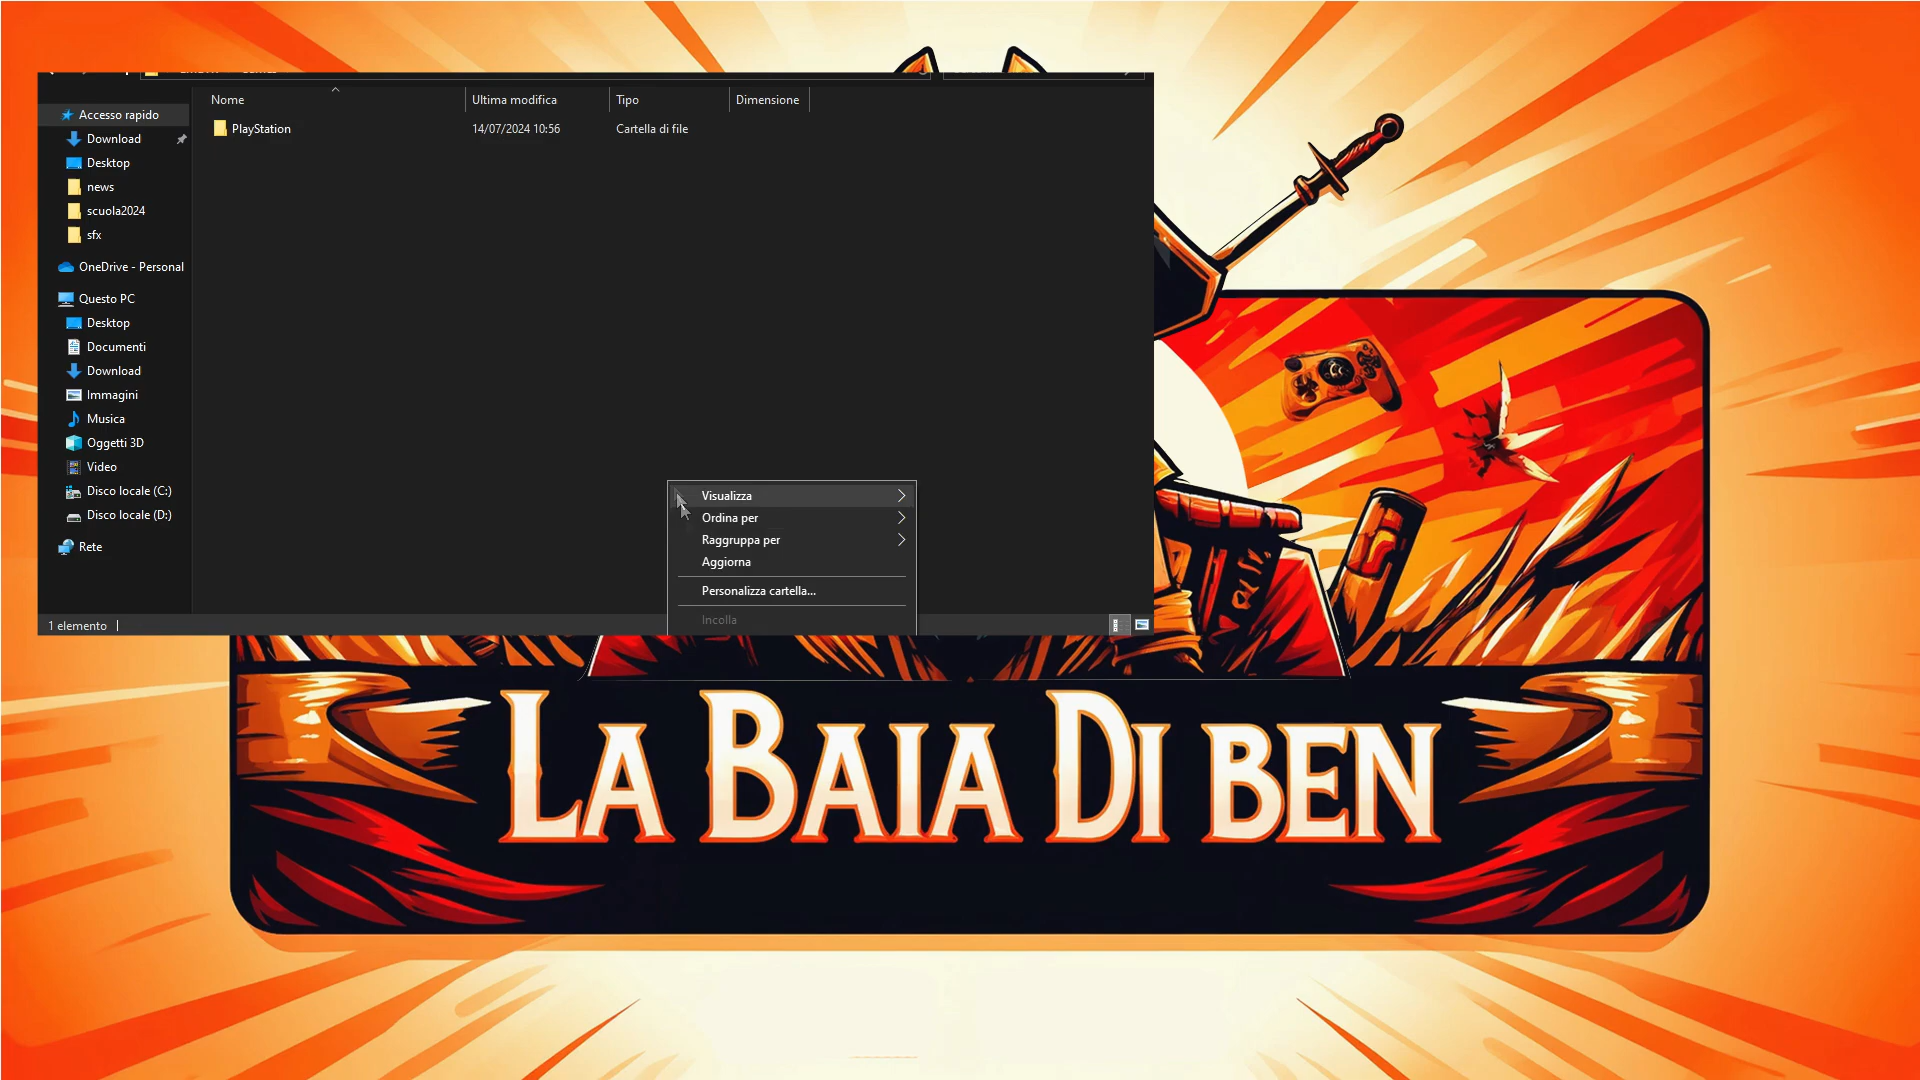 Nome
Ultima modifica
Tipo
Dimensione
PlayStation
14/07/2024 10:56
Cartella di file
Accesso rapido
Download
Desktop
news
scuola2024
sfx
OneDrive - Personal
Questo PC
Desktop
Documenti
Download
Immagini
Musica
Oggetti 3D
Video
Disco locale (C:)
Disco locale (D:)
Rete
Visualizza
Ordina per
Raggruppa per
Aggiorna
Personalizza cartella...
Incolla
1 elemento
LA BAIA DI BEN